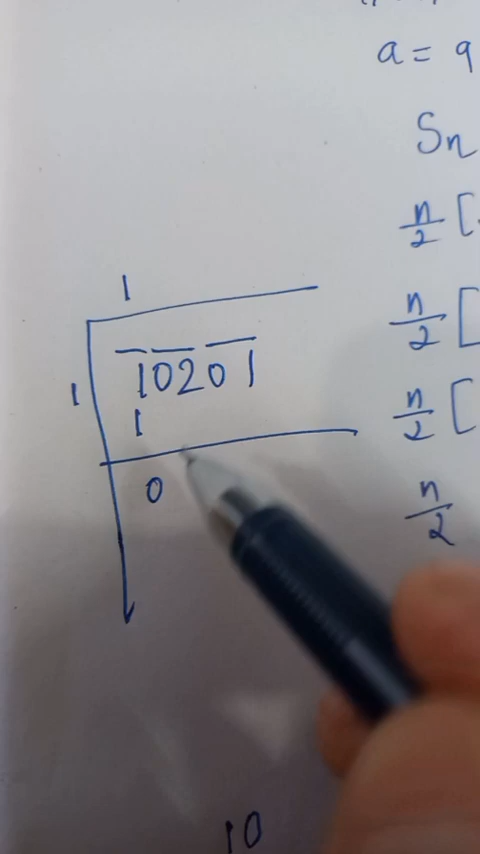 a = 9
Sn
n/2 [
1
n/2 [
1 10201
1
n/2 [
0
n/2
10